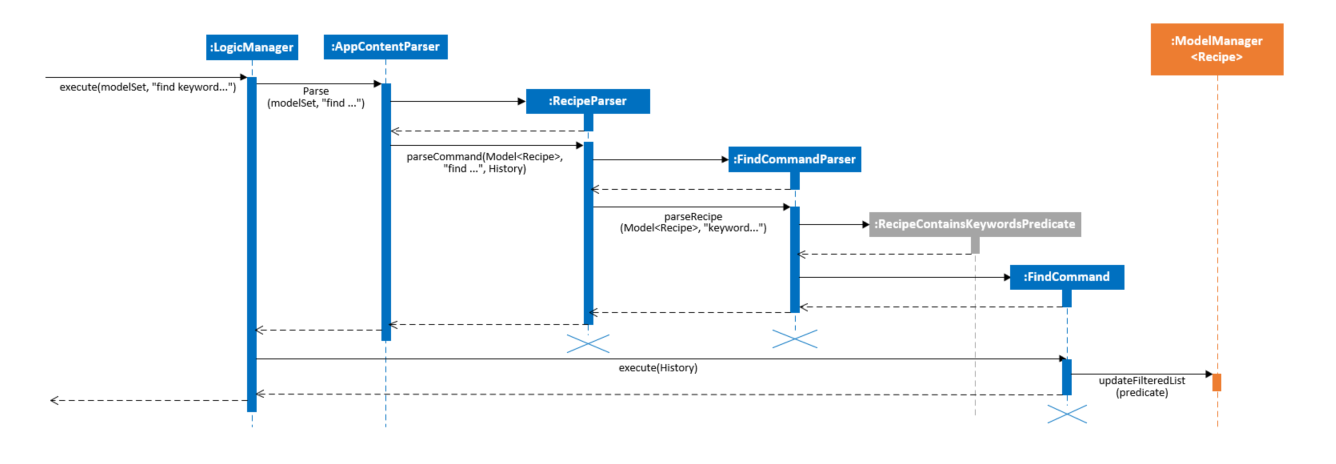 :LogicManager
:AppContentParser
:ModelManager
<Recipe>
execute(modelSet, "find keyword...")
Parse
(modelSet, "find ...")
:RecipeParser
parseCommand(Model<Recipe>,
"find ...", History)
:FindCommandParser
parseRecipe
(Model<Recipe>, "keyword...")
:RecipeContainsKeywordsPredicate
:FindCommand
execute(History)
updateFilteredList
(predicate)